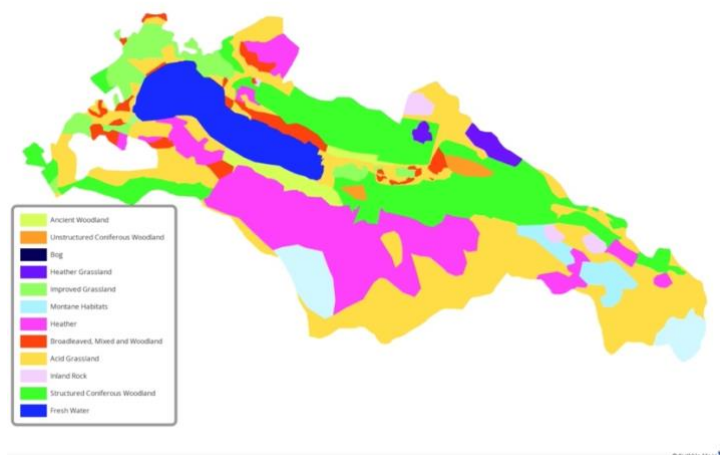 Ancient Woodland
Unstructured Coniferous Woodland
Bog
Heather Grassland
Improved Grassland
Montane Habitats
Heather
Broadleaved, Mixed and Woodland
Acid Grassland
Inland Rock
Structured Coniferous Woodland
Fresh Water